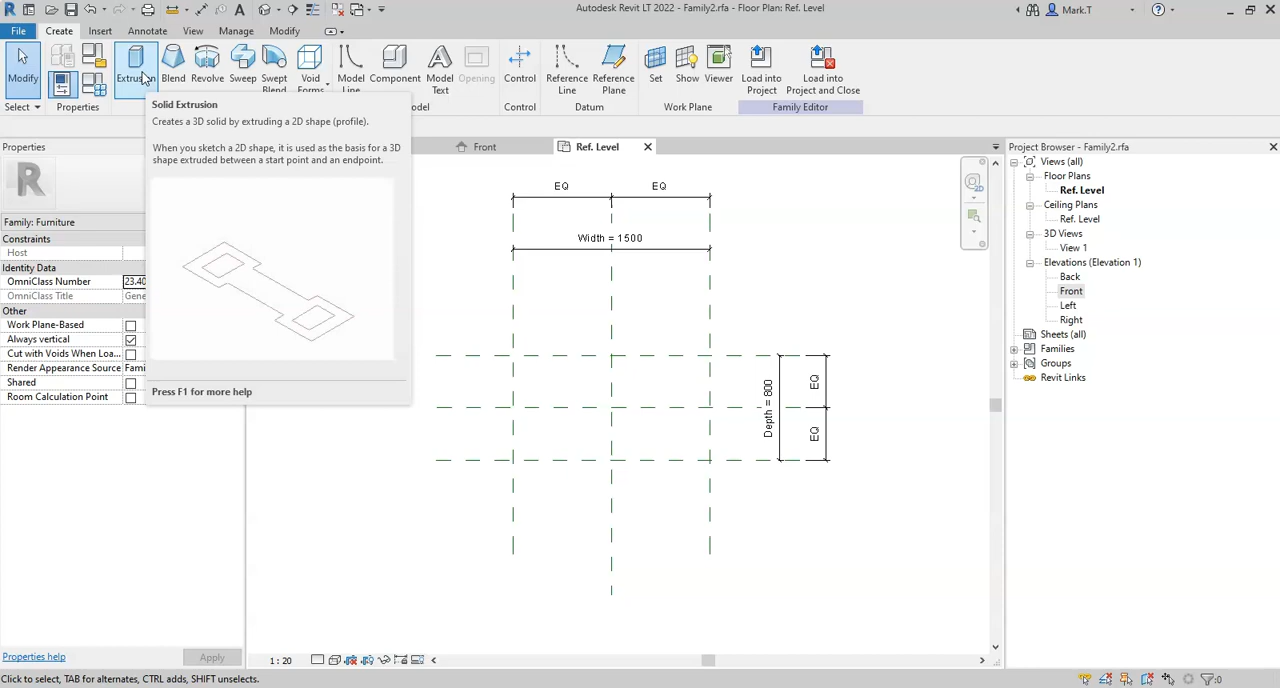 Autodesk Revit LT 2022 - Family2.rfa - Floor Plan: Ref. Level
Mark.T
File Create Insert Annotate View Manage Modify
Modify Extrusion Blend Revolve Sweep Swept Blend Void Forms Model Line Component Model Text Opening Control Reference Line Reference Plane Set Show Viewer Load into Project Load into Project and Close
Select Properties Control Datum Work Plane Family Editor
Solid Extrusion
Creates a 3D solid by extruding a 2D shape (profile).
When you sketch a 2D shape, it is used as the basis for a 3D
shape extruded between a start point and an endpoint.
Press F1 for more help
Properties
R
Family: Furniture
Constraints
Host
Identity Data
OmniClass Number 23.40
OmniClass Title Gene
Other
Work Plane-Based
Always vertical
Cut with Voids When Loa...
Render Appearance Source Fami
Shared
Room Calculation Point
Properties help Apply
Front Ref. Level
2D
EQ EQ
Width = 1500
Depth = 800
EQ
EQ
Project Browser - Family2.rfa
Views (all)
Floor Plans
Ref. Level
Ceiling Plans
Ref. Level
3D Views
View 1
Elevations (Elevation 1)
Back
Front
Left
Right
Sheets (all)
Families
Groups
Revit Links
1 : 20
Click to select, TAB for alternates, CTRL adds, SHIFT unselects.
:0